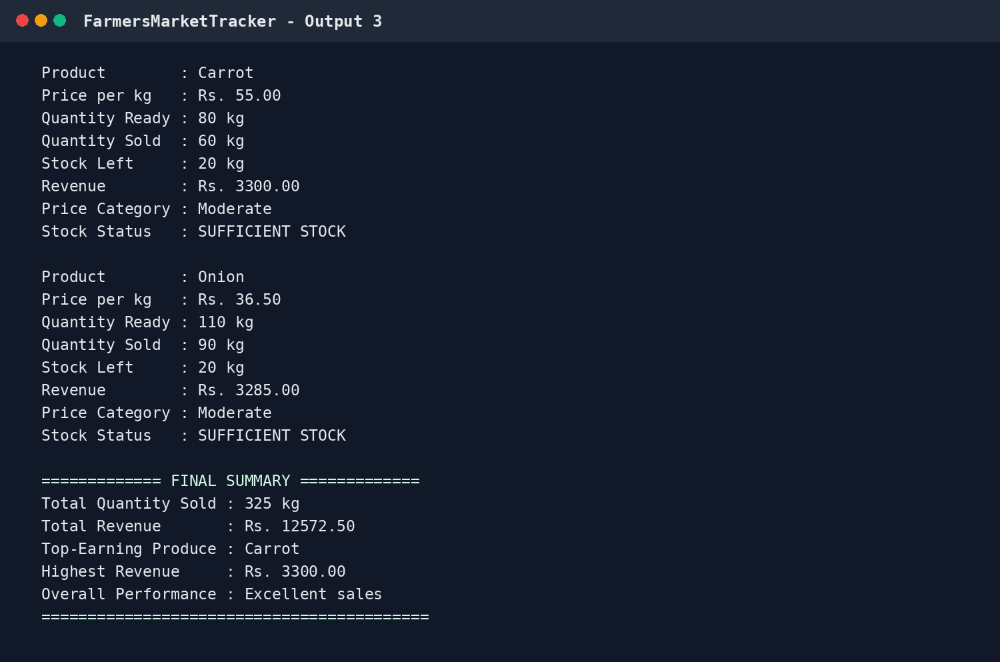 FarmersMarketTracker - Output 3
Product        : Carrot
Price per kg   : Rs. 55.00
Quantity Ready : 80 kg
Quantity Sold  : 60 kg
Stock Left     : 20 kg
Revenue        : Rs. 3300.00
Price Category : Moderate
Stock Status   : SUFFICIENT STOCK
Product        : Onion
Price per kg   : Rs. 36.50
Quantity Ready : 110 kg
Quantity Sold  : 90 kg
Stock Left     : 20 kg
Revenue        : Rs. 3285.00
Price Category : Moderate
Stock Status   : SUFFICIENT STOCK
============= FINAL SUMMARY =============
Total Quantity Sold : 325 kg
Total Revenue       : Rs. 12572.50
Top-Earning Produce : Carrot
Highest Revenue     : Rs. 3300.00
Overall Performance : Excellent sales
==========================================